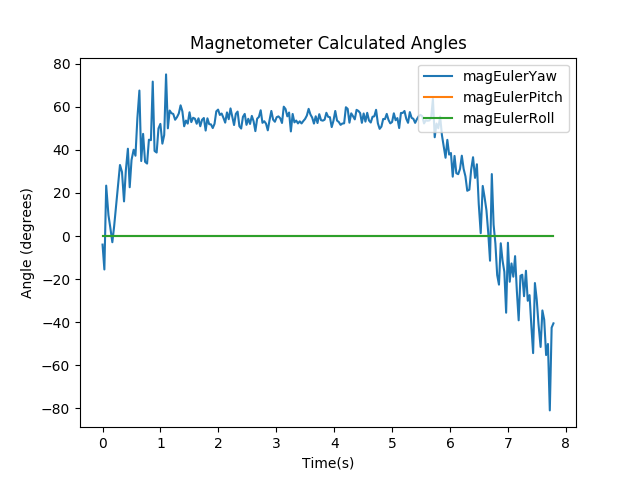 Magnetometer Calculated Angles
magEulerYaw
magEulerPitch
magEulerRoll
Angle (degrees)
80
60
40
20
0
−20
−40
−60
−80
0 1 2 3 4 5 6 7 8
Time(s)